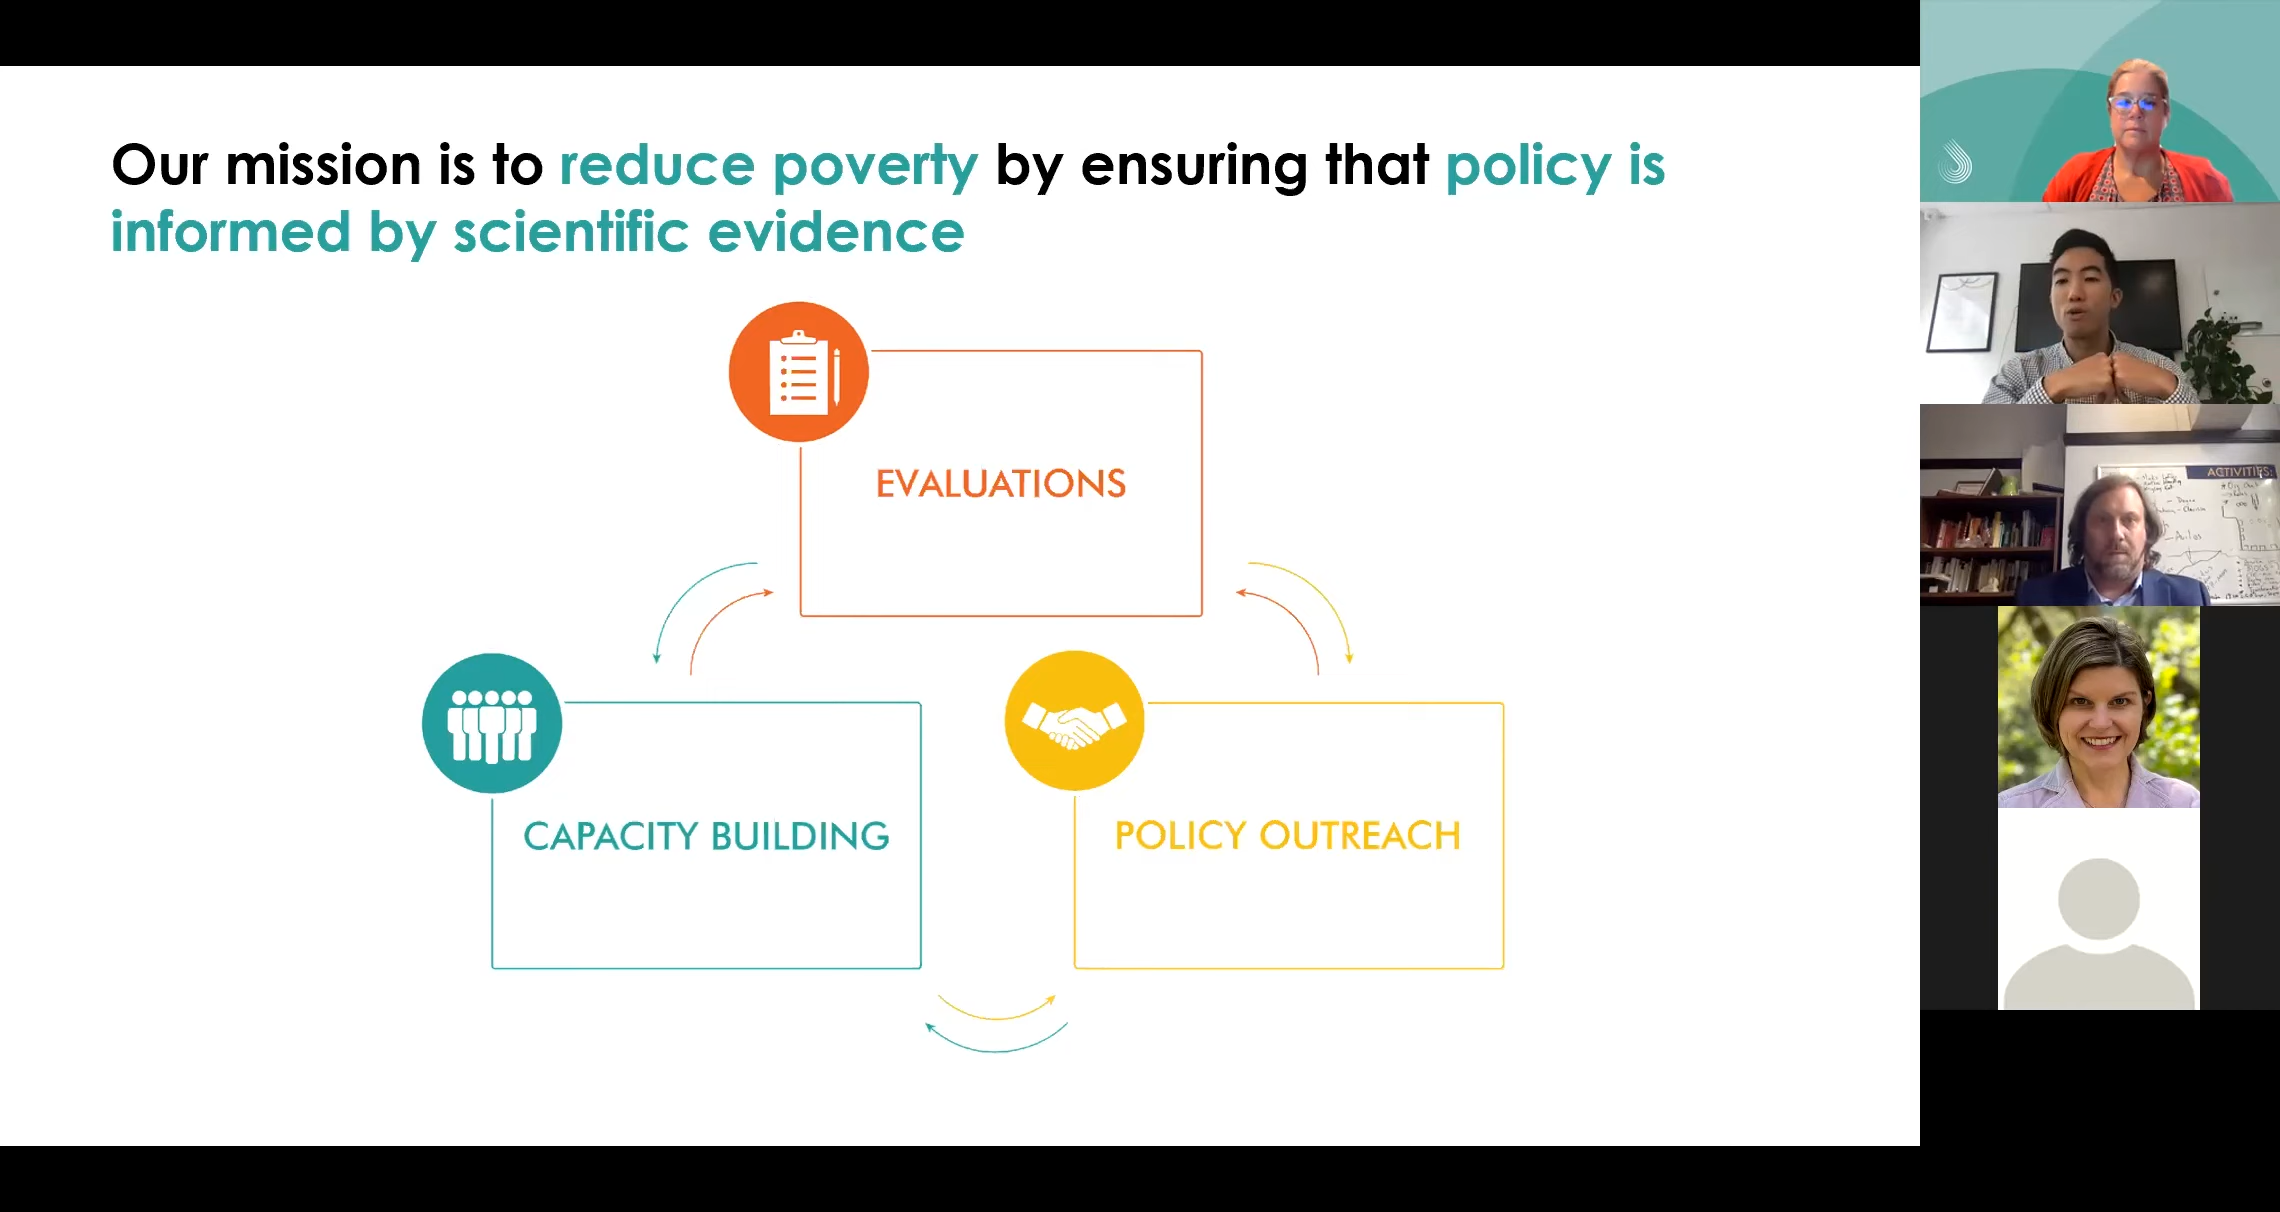 Our mission is to reduce poverty by ensuring that policy is
informed by scientific evidence
EVALUATIONS
CAPACITY BUILDING
POLICY OUTREACH
ACTIVITIES: